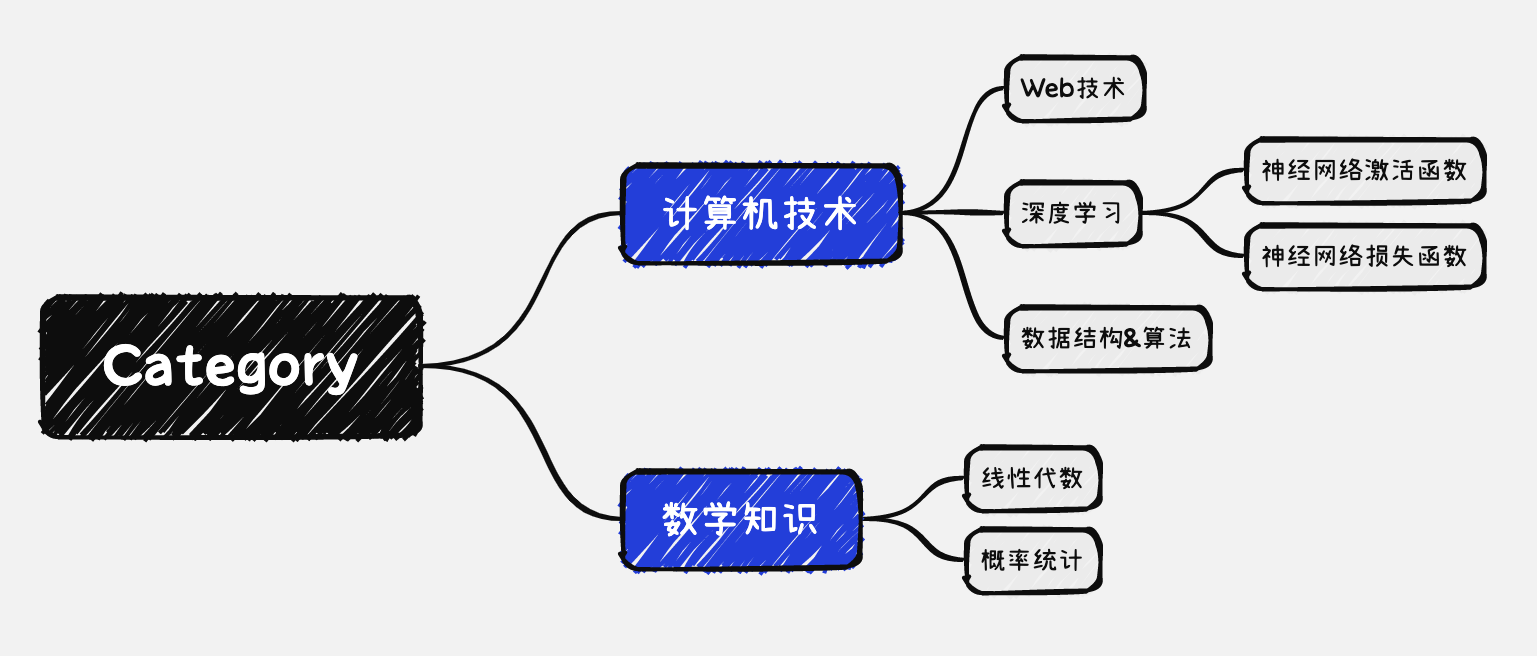 Category
计算机技术
Web技术
深度学习
神经网络激活函数
神经网络损失函数
数据结构&算法
数学知识
线性代数
概率统计